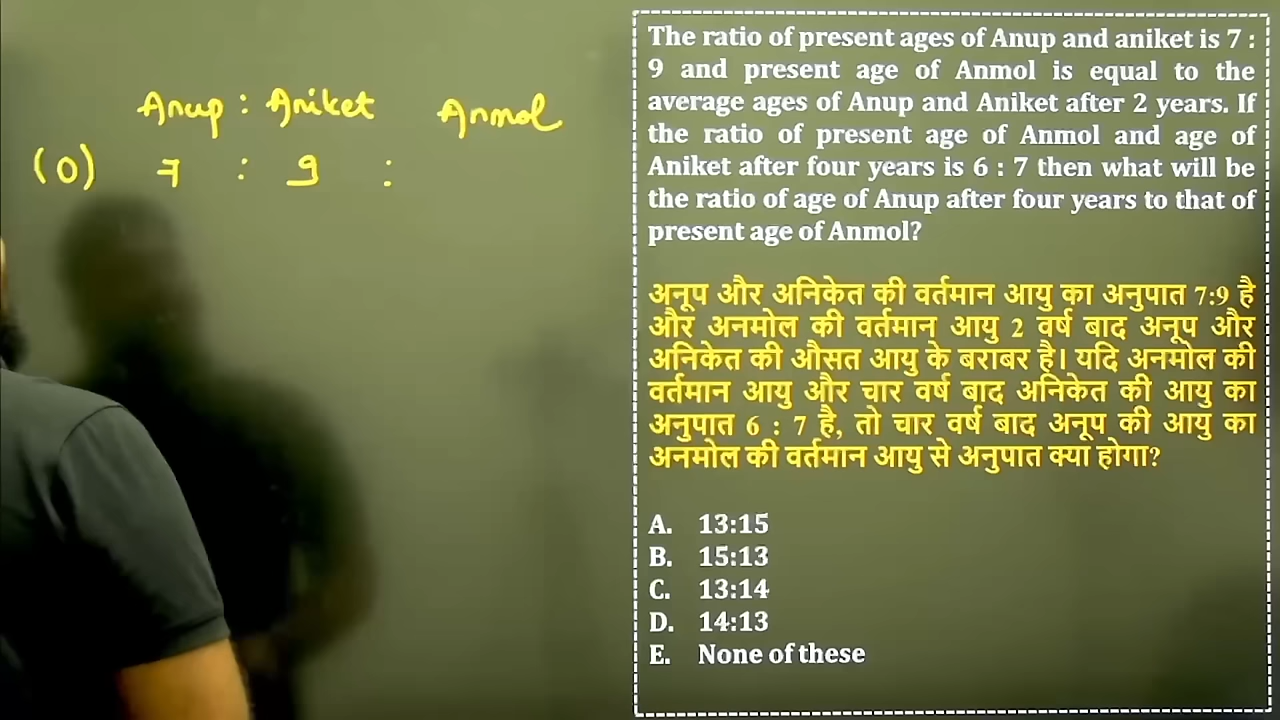 Anup : Aniket Anmol
(0) 7 : 9 :
The ratio of present ages of Anup and aniket is 7 :
9 and present age of Anmol is equal to the
average ages of Anup and Aniket after 2 years. If
the ratio of present age of Anmol and age of
Aniket after four years is 6 : 7 then what will be
the ratio of age of Anup after four years to that of
present age of Anmol?
अनूप और अनिकेत की वर्तमान आयु का अनुपात 7:9 है
और अनमोल की वर्तमान आयु 2 वर्ष बाद अनूप और
अनिकेत की औसत आयु के बराबर है। यदि अनमोल की
वर्तमान आयु और चार वर्ष बाद अनिकेत की आयु का
अनुपात 6 : 7 है, तो चार वर्ष बाद अनूप की आयु का
अनमोल की वर्तमान आयु से अनुपात क्या होगा?
A. 13:15
B. 15:13
C. 13:14
D. 14:13
E. None of these